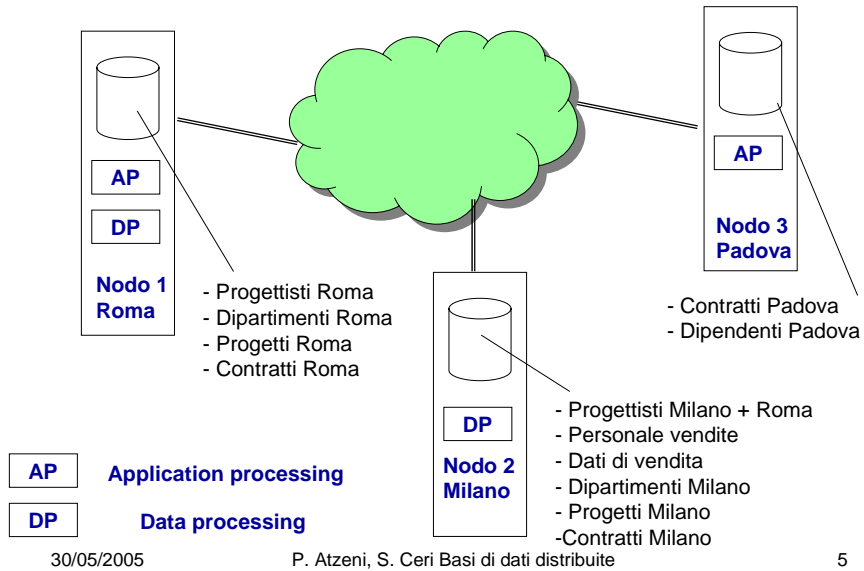 AP
DP
Nodo 1
Roma
- Progettisti Roma
- Dipartimenti Roma
- Progetti Roma
- Contratti Roma
AP
Nodo 3
Padova
- Contratti Padova
- Dipendenti Padova
DP
Nodo 2
Milano
- Progettisti Milano + Roma
- Personale vendite
- Dati di vendita
- Dipartimenti Milano
- Progetti Milano
-Contratti Milano
AP Application processing
DP Data processing
30/05/2005 P. Atzeni, S. Ceri Basi di dati distribuite 5